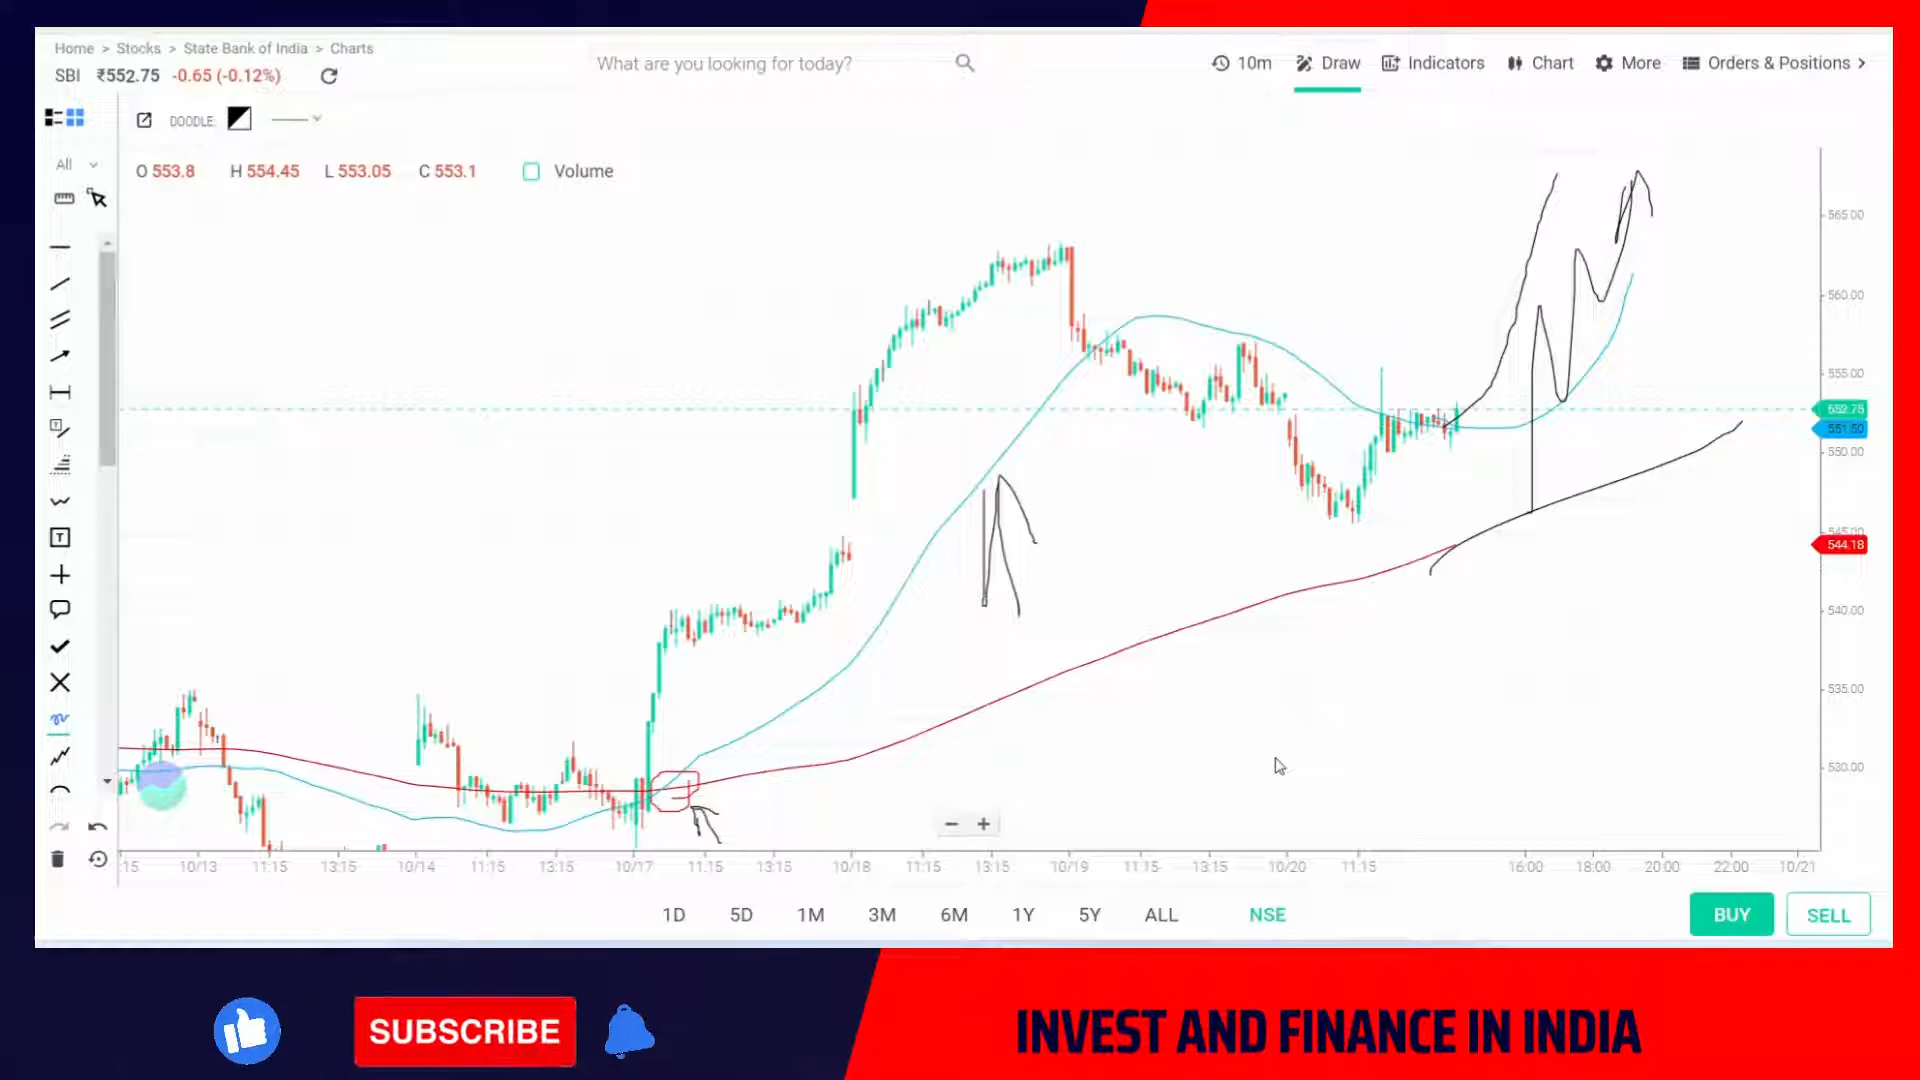 Home > Stocks > State Bank of India > Charts
SBI ₹552.75 -0.65 (-0.12%)
What are you looking for today?
10m Draw Indicators Chart More Orders & Positions >
DOODLE:
All
O 553.8 H 554.45 L 553.05 C 553.1 Volume
565.00
560.00
555.00
552.75
551.50
550.00
545.00
544.18
540.00
535.00
530.00
:15 10/13 11:15 13:15 10/14 11:15 13:15 10/17 11:15 13:15 10/18 11:15 13:15 10/19 11:15 13:15 10/20 11:15 16:00 18:00 20:00 22:00 10/21
1D 5D 1M 3M 6M 1Y 5Y ALL NSE
BUY SELL
SUBSCRIBE
INVEST AND FINANCE IN INDIA